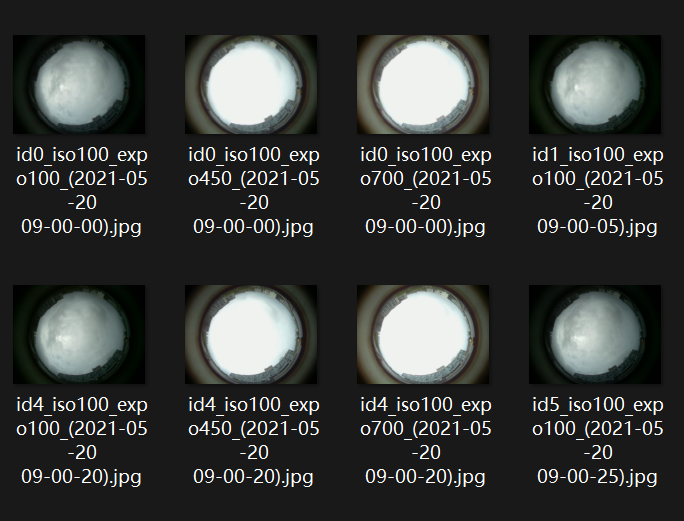 id0_iso100_exp
o100_(2021-05
-20
09-00-00).jpg
id0_iso100_exp
o450_(2021-05
-20
09-00-00).jpg
id0_iso100_exp
o700_(2021-05
-20
09-00-00).jpg
id1_iso100_exp
o100_(2021-05
-20
09-00-05).jpg
id4_iso100_exp
o100_(2021-05
-20
09-00-20).jpg
id4_iso100_exp
o450_(2021-05
-20
09-00-20).jpg
id4_iso100_exp
o700_(2021-05
-20
09-00-20).jpg
id5_iso100_exp
o100_(2021-05
-20
09-00-25).jpg